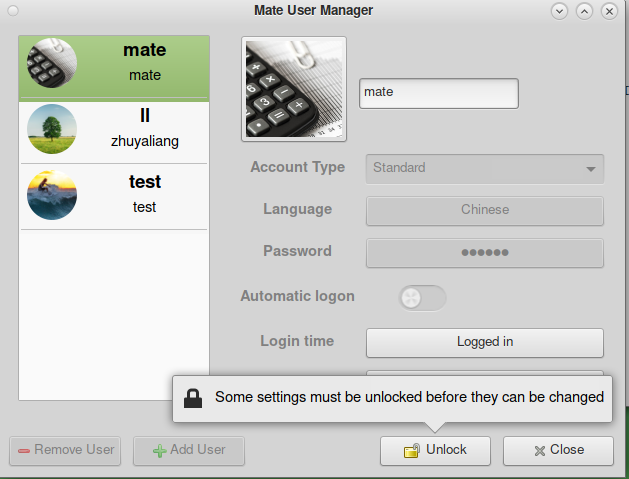 Mate User Manager
mate
mate
ll
zhuyaliang
test
test
mate
Account Type
Standard
Language
Chinese
Password
●●●●●●
Automatic logon
Login time
Logged in
Some settings must be unlocked before they can be changed
Remove User
Add User
Unlock
Close